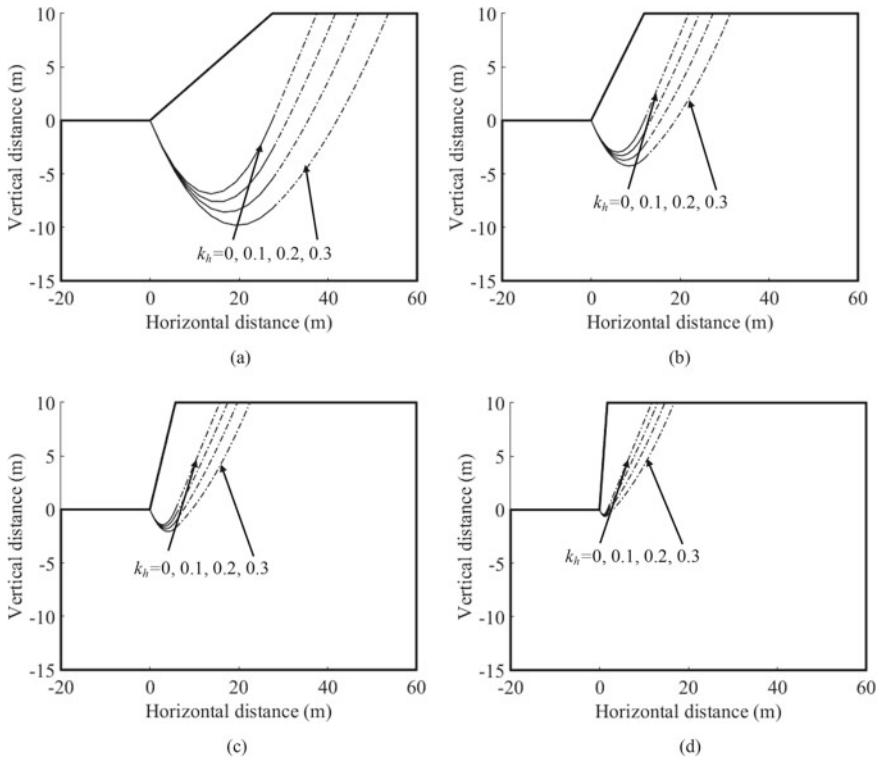 10
5
0
-5
-10
-15
-20 0 20 40 60
Vertical distance (m)
Horizontal distance (m)
kh=0, 0.1, 0.2, 0.3
(a)
10
5
0
-5
-10
-15
-20 0 20 40 60
Vertical distance (m)
Horizontal distance (m)
kh=0, 0.1, 0.2, 0.3
(b)
10
5
0
-5
-10
-15
-20 0 20 40 60
Vertical distance (m)
Horizontal distance (m)
kh=0, 0.1, 0.2, 0.3
(c)
10
5
0
-5
-10
-15
-20 0 20 40 60
Vertical distance (m)
Horizontal distance (m)
kh=0, 0.1, 0.2, 0.3
(d)